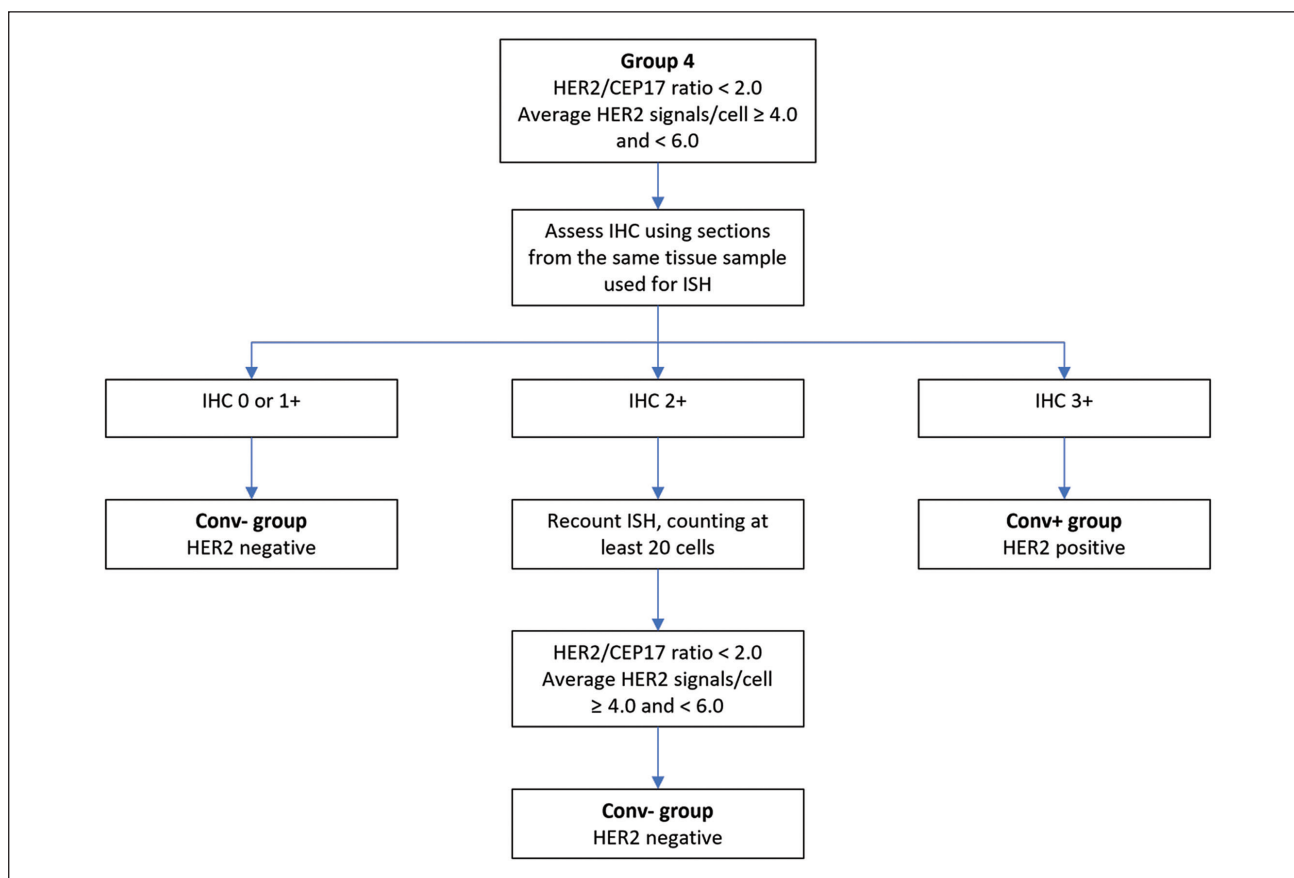 Group 4
HER2/CEP17 ratio < 2.0
Average HER2 signals/cell ≥ 4.0
and < 6.0
Assess IHC using sections
from the same tissue sample
used for ISH
IHC 0 or 1+
IHC 2+
IHC 3+
Conv- group
HER2 negative
Recount ISH, counting at
least 20 cells
Conv+ group
HER2 positive
HER2/CEP17 ratio < 2.0
Average HER2 signals/cell
≥ 4.0 and < 6.0
Conv- group
HER2 negative